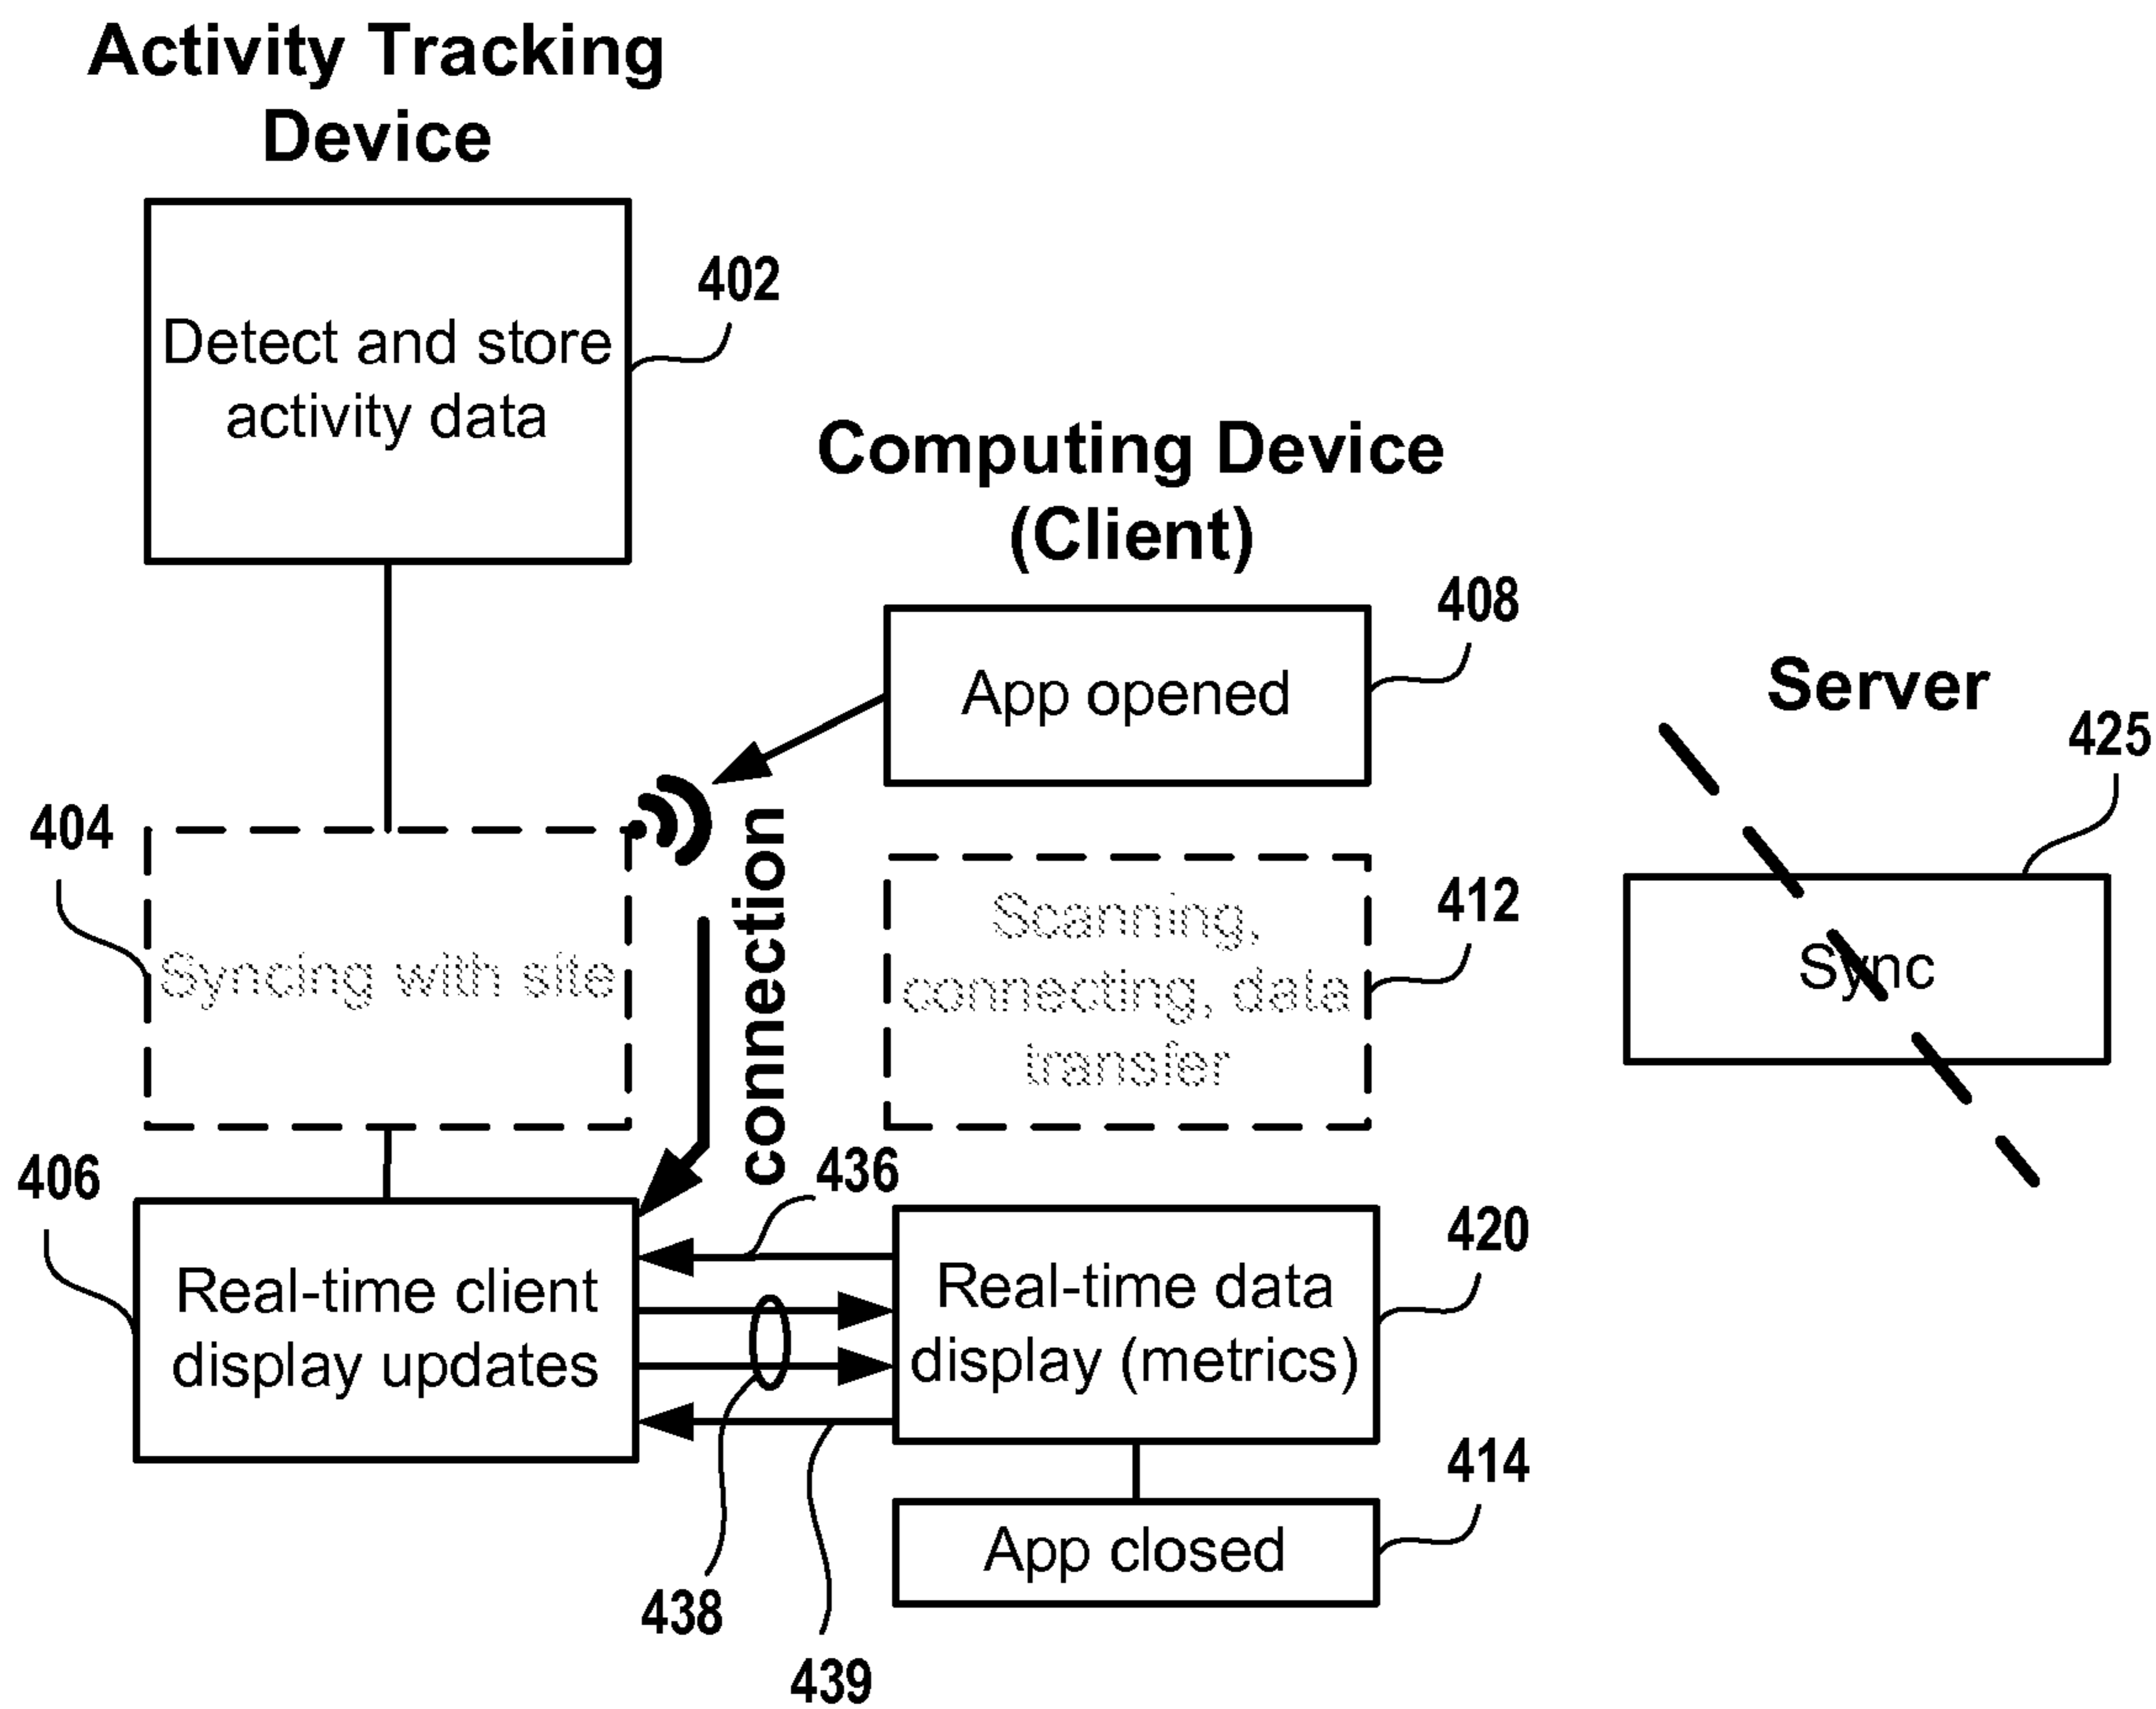 Activity Tracking
Device
402
Detect and store
activity data
Computing Device
(Client)
408
App opened
Server
425
404
Syncing with site
connection
Scanning,
connecting, data
transfer
412
Sync
406
Real-time client
display updates
436
420
Real-time data
display (metrics)
414
App closed
438
439